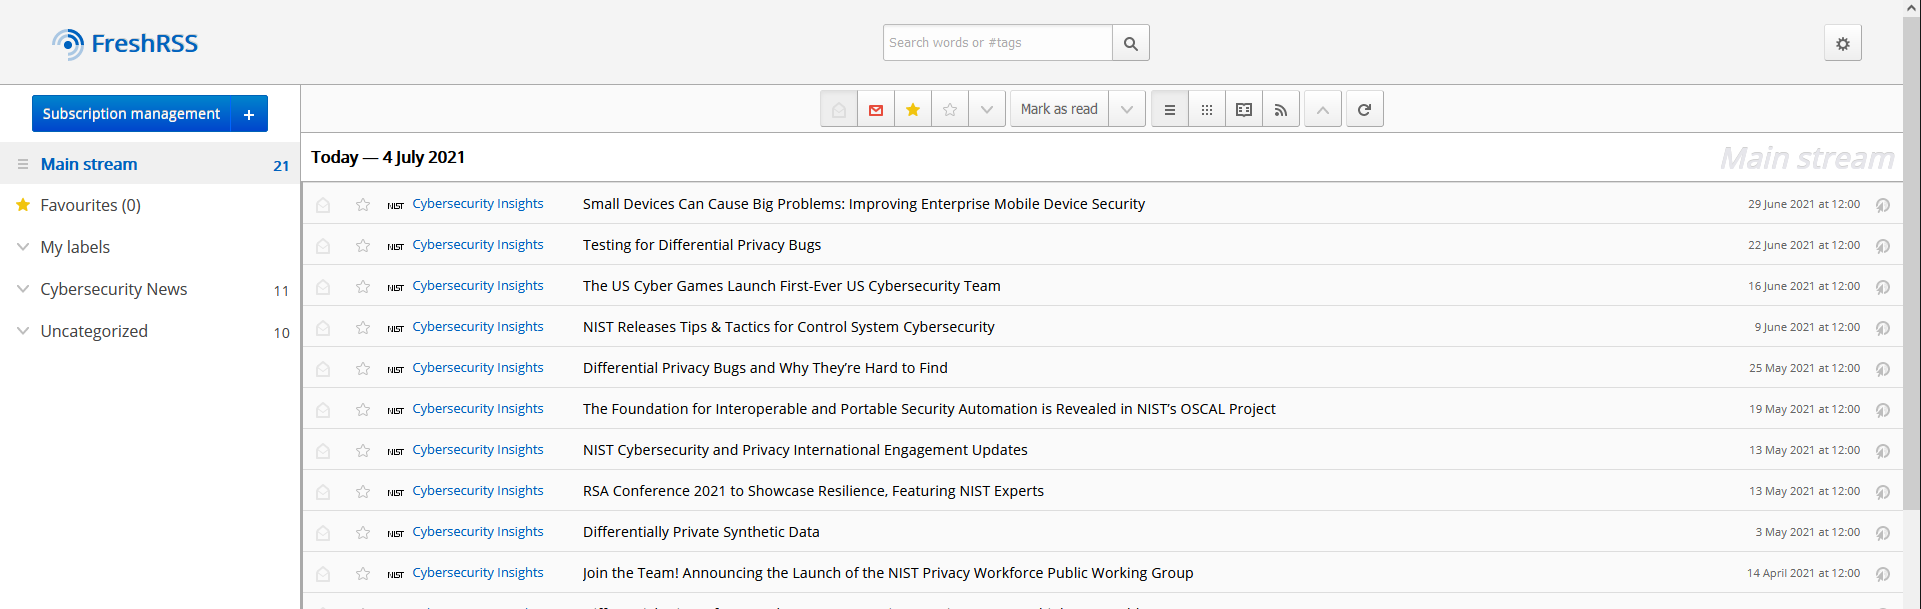 FreshRSS
Search words or #tags
Subscription management +
Mark as read
Main stream 21
Favourites (0)
My labels
Cybersecurity News 11
Uncategorized 10
Today — 4 July 2021
Main stream
NIST Cybersecurity Insights Small Devices Can Cause Big Problems: Improving Enterprise Mobile Device Security 29 June 2021 at 12:00
NIST Cybersecurity Insights Testing for Differential Privacy Bugs 22 June 2021 at 12:00
NIST Cybersecurity Insights The US Cyber Games Launch First-Ever US Cybersecurity Team 16 June 2021 at 12:00
NIST Cybersecurity Insights NIST Releases Tips & Tactics for Control System Cybersecurity 9 June 2021 at 12:00
NIST Cybersecurity Insights Differential Privacy Bugs and Why They’re Hard to Find 25 May 2021 at 12:00
NIST Cybersecurity Insights The Foundation for Interoperable and Portable Security Automation is Revealed in NIST’s OSCAL Project 19 May 2021 at 12:00
NIST Cybersecurity Insights NIST Cybersecurity and Privacy International Engagement Updates 13 May 2021 at 12:00
NIST Cybersecurity Insights RSA Conference 2021 to Showcase Resilience, Featuring NIST Experts 13 May 2021 at 12:00
NIST Cybersecurity Insights Differentially Private Synthetic Data 3 May 2021 at 12:00
NIST Cybersecurity Insights Join the Team! Announcing the Launch of the NIST Privacy Workforce Public Working Group 14 April 2021 at 12:00